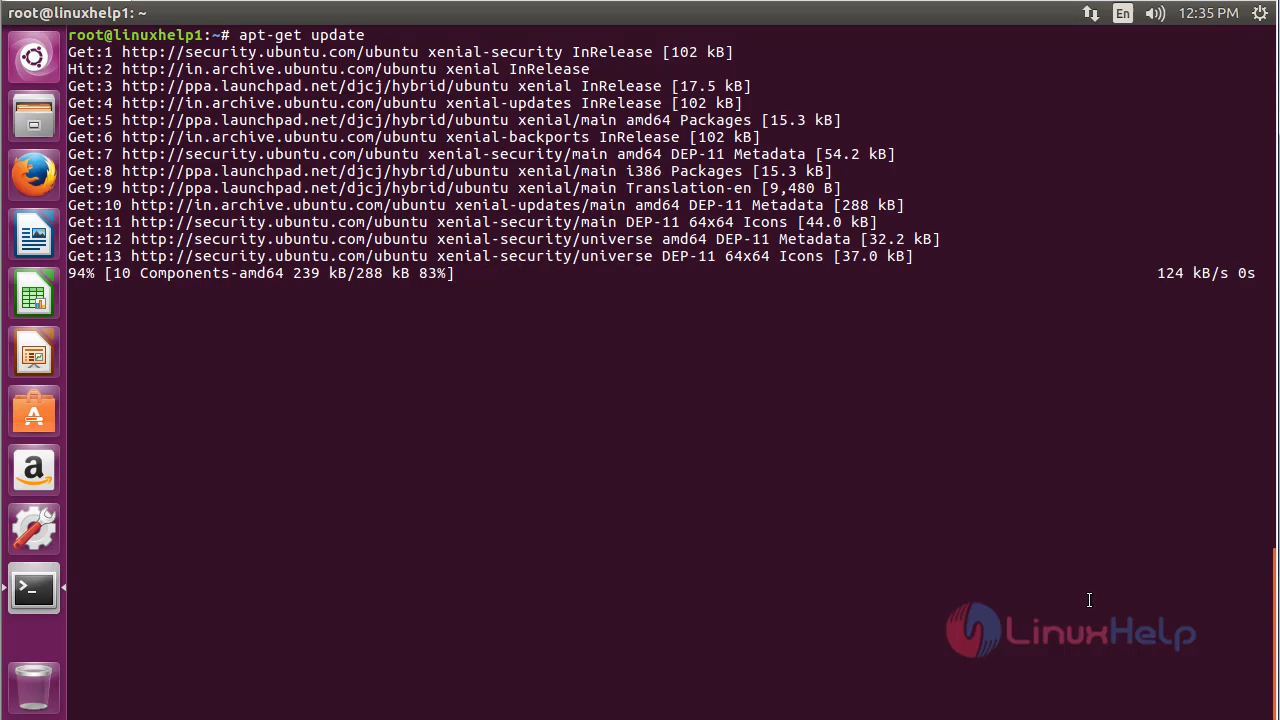 root@linuxhelp1: ~
En
12:35 PM
root@linuxhelp1:~# apt-get update
Get:1 http://security.ubuntu.com/ubuntu xenial-security InRelease [102 kB]
Hit:2 http://in.archive.ubuntu.com/ubuntu xenial InRelease
Get:3 http://ppa.launchpad.net/djcj/hybrid/ubuntu xenial InRelease [17.5 kB]
Get:4 http://in.archive.ubuntu.com/ubuntu xenial-updates InRelease [102 kB]
Get:5 http://ppa.launchpad.net/djcj/hybrid/ubuntu xenial/main amd64 Packages [15.3 kB]
Get:6 http://in.archive.ubuntu.com/ubuntu xenial-backports InRelease [102 kB]
Get:7 http://security.ubuntu.com/ubuntu xenial-security/main amd64 DEP-11 Metadata [54.2 kB]
Get:8 http://ppa.launchpad.net/djcj/hybrid/ubuntu xenial/main i386 Packages [15.3 kB]
Get:9 http://ppa.launchpad.net/djcj/hybrid/ubuntu xenial/main Translation-en [9,480 B]
Get:10 http://in.archive.ubuntu.com/ubuntu xenial-updates/main amd64 DEP-11 Metadata [288 kB]
Get:11 http://security.ubuntu.com/ubuntu xenial-security/main DEP-11 64x64 Icons [44.0 kB]
Get:12 http://security.ubuntu.com/ubuntu xenial-security/universe amd64 DEP-11 Metadata [32.2 kB]
Get:13 http://security.ubuntu.com/ubuntu xenial-security/universe DEP-11 64x64 Icons [37.0 kB]
94% [10 Components-amd64 239 kB/288 kB 83%] 124 kB/s 0s
LinuxHelp